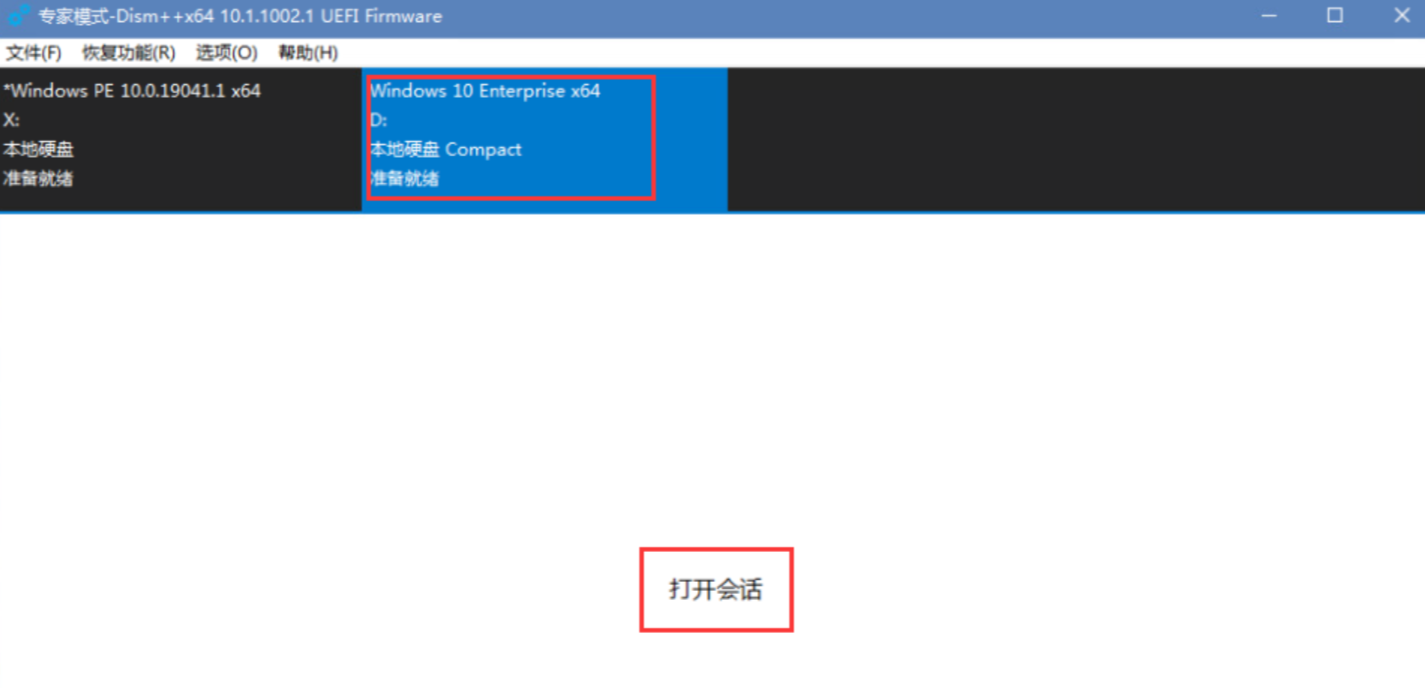 专家模式-Dism++x64 10.1.1002.1 UEFI Firmware
文件(F) 恢复功能(R) 选项(O) 帮助(H)
*Windows PE 10.0.19041.1 x64
X:
本地硬盘
准备就绪
Windows 10 Enterprise x64
D:
本地硬盘 Compact
准备就绪
打开会话